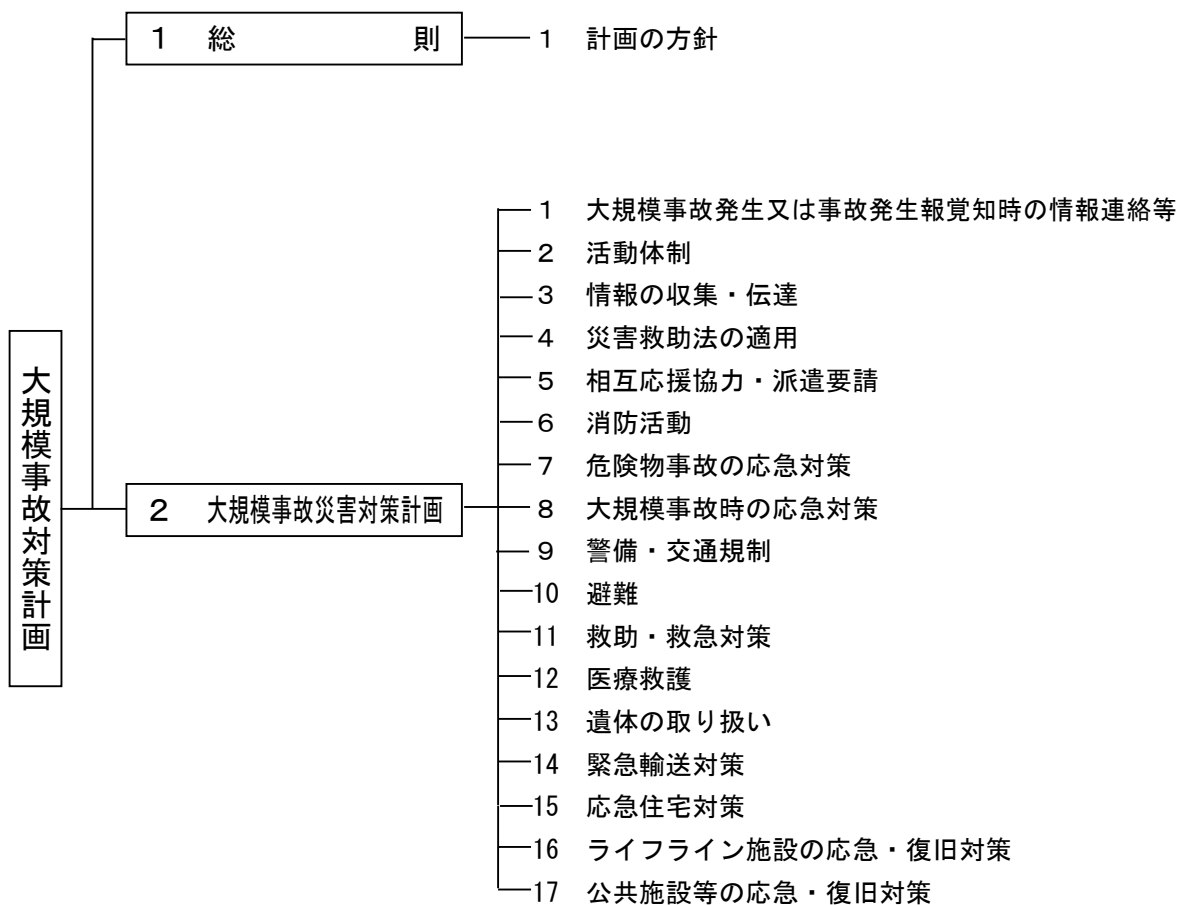 大規模事故対策計画
1 総則
1 計画の方針
2 大規模事故災害対策計画
1 大規模事故発生又は事故発生報覚知時の情報連絡等
2 活動体制
3 情報の収集・伝達
4 災害救助法の適用
5 相互応援協力・派遣要請
6 消防活動
7 危険物事故の応急対策
8 大規模事故時の応急対策
9 警備・交通規制
10 避難
11 救助・救急対策
12 医療救護
13 遺体の取り扱い
14 緊急輸送対策
15 応急住宅対策
16 ライフライン施設の応急・復旧対策
17 公共施設等の応急・復旧対策